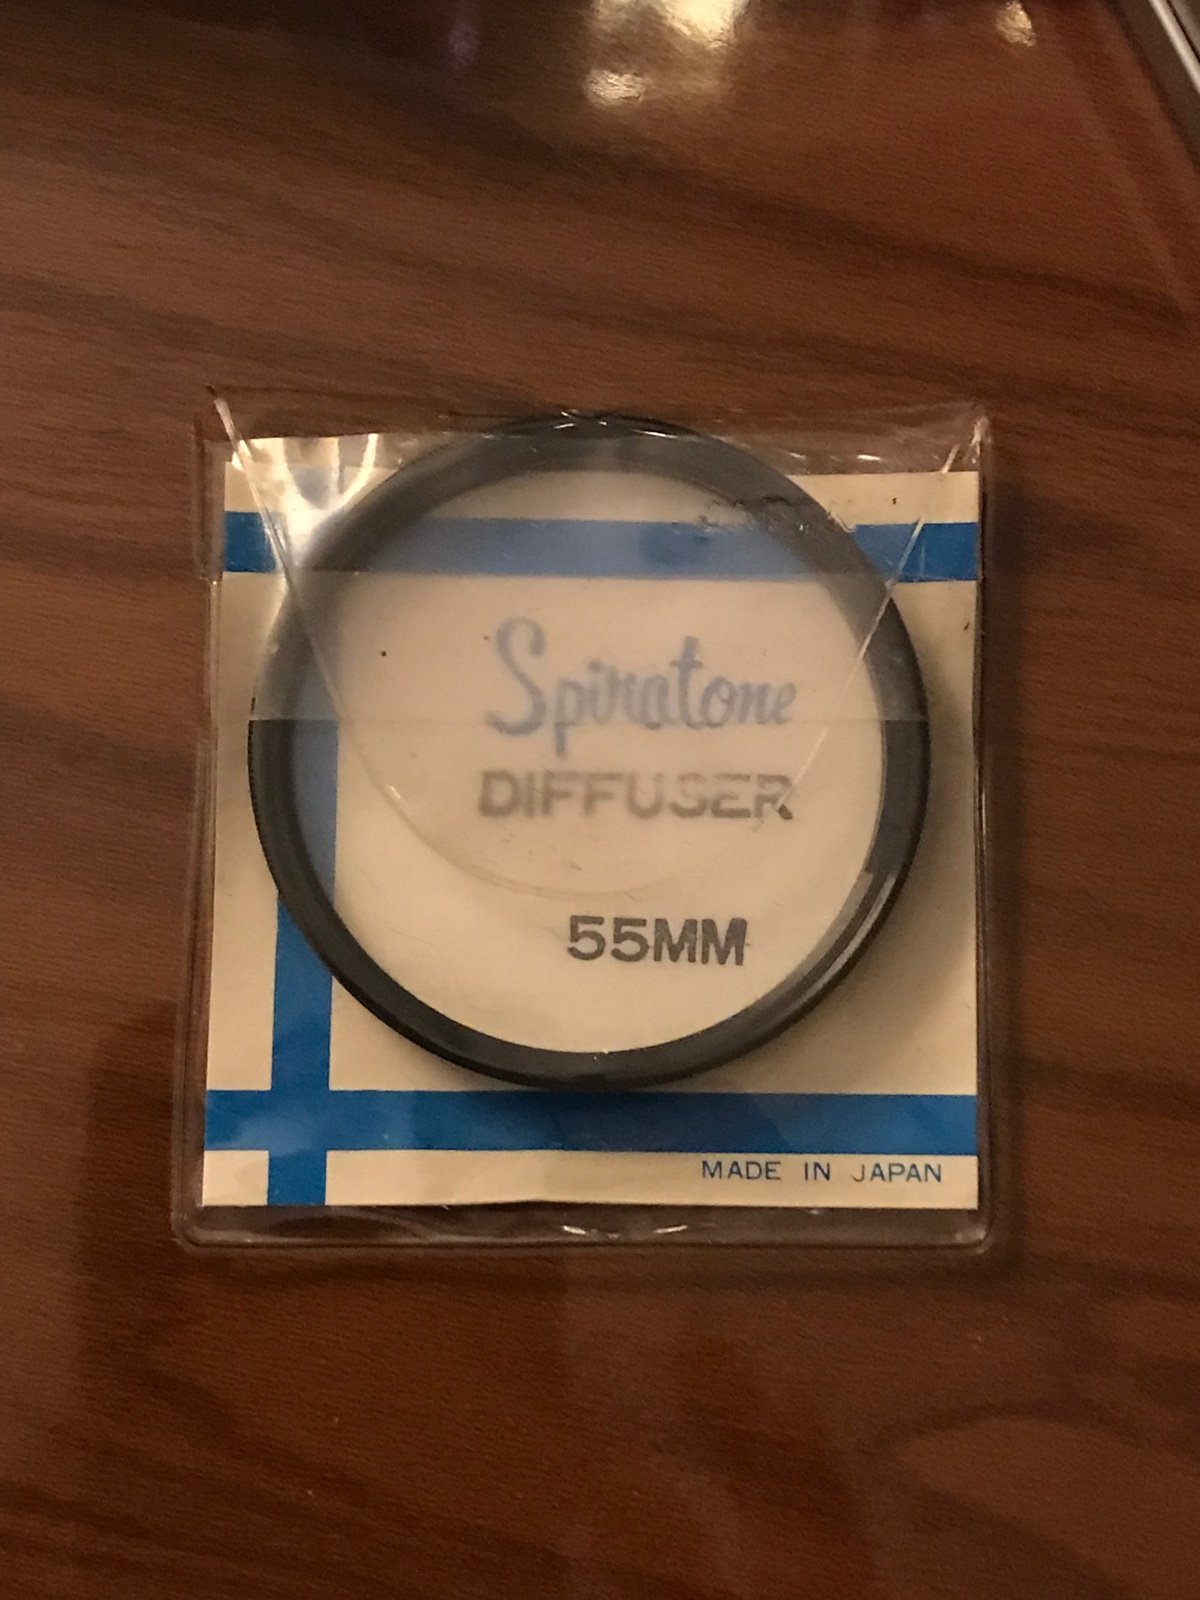 Spiratone
DIFFUSER
55MM
MADE IN JAPAN